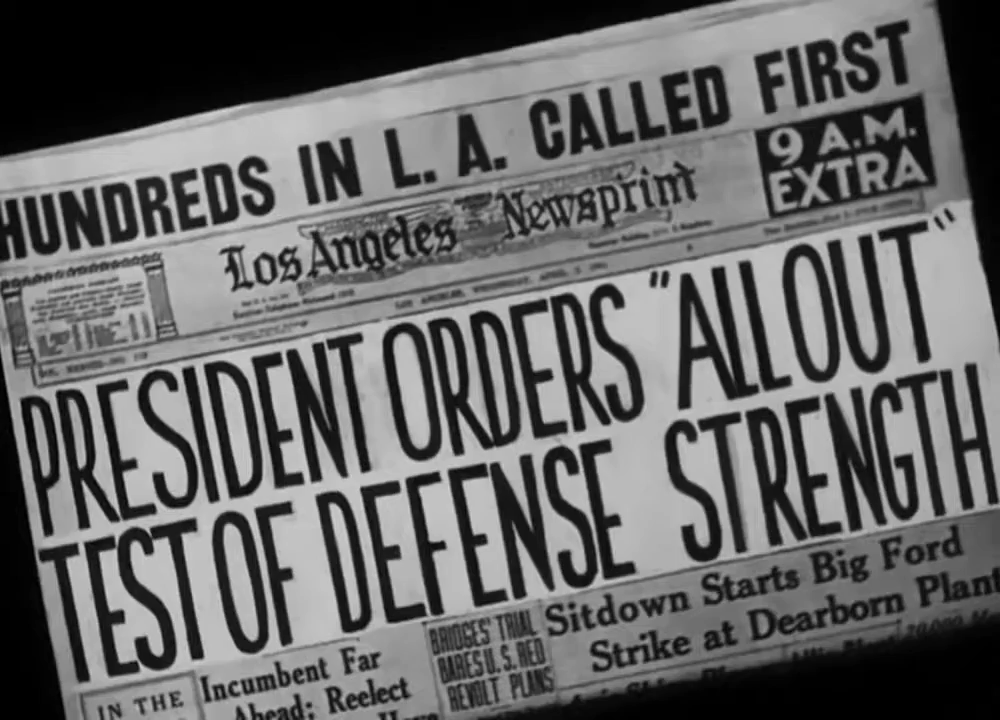 HUNDREDS IN L. A. CALLED FIRST
Los Angeles Newsprint
9 A.M.
EXTRA
PRESIDENT ORDERS "ALL OUT"
TEST OF DEFENSE STRENGTH
IN THE
Incumbent Far
Ahead; Reelect
BRIDGES' TRIAL
BARES U. S. RED
REVOLT PLANS
Sitdown Starts Big Ford
Strike at Dearborn Plant